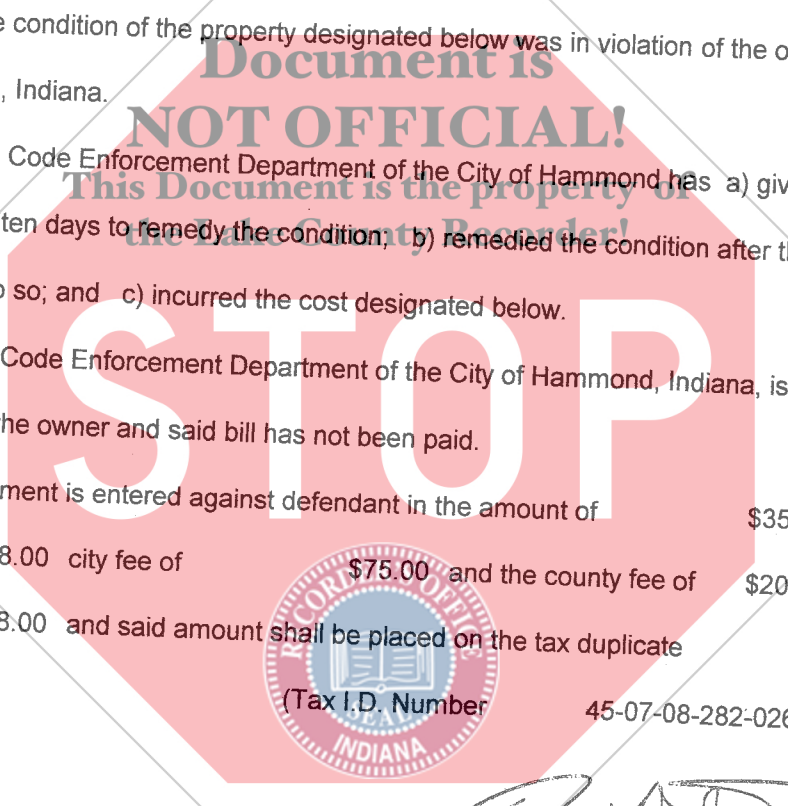 e condition of the property designated below was in violation of the o
Document is
, Indiana.
NOT OFFICIAL!
Code Enforcement Department of the City of Hammond has a) giv
This Document is the property of
ten days to remedy the condition; b) remedied the condition after th
the Lake County Recorder!
o so; and c) incurred the cost designated below.
STOP
Code Enforcement Department of the City of Hammond, Indiana, is
he owner and said bill has not been paid.
ment is entered against defendant in the amount of $35
8.00 city fee of $75.00 and the county fee of $20
8.00 and said amount shall be placed on the tax duplicate
RECORDER'S OFFICE
(Tax I.D. Number 45-07-08-282-026
SEAL
INDIANA